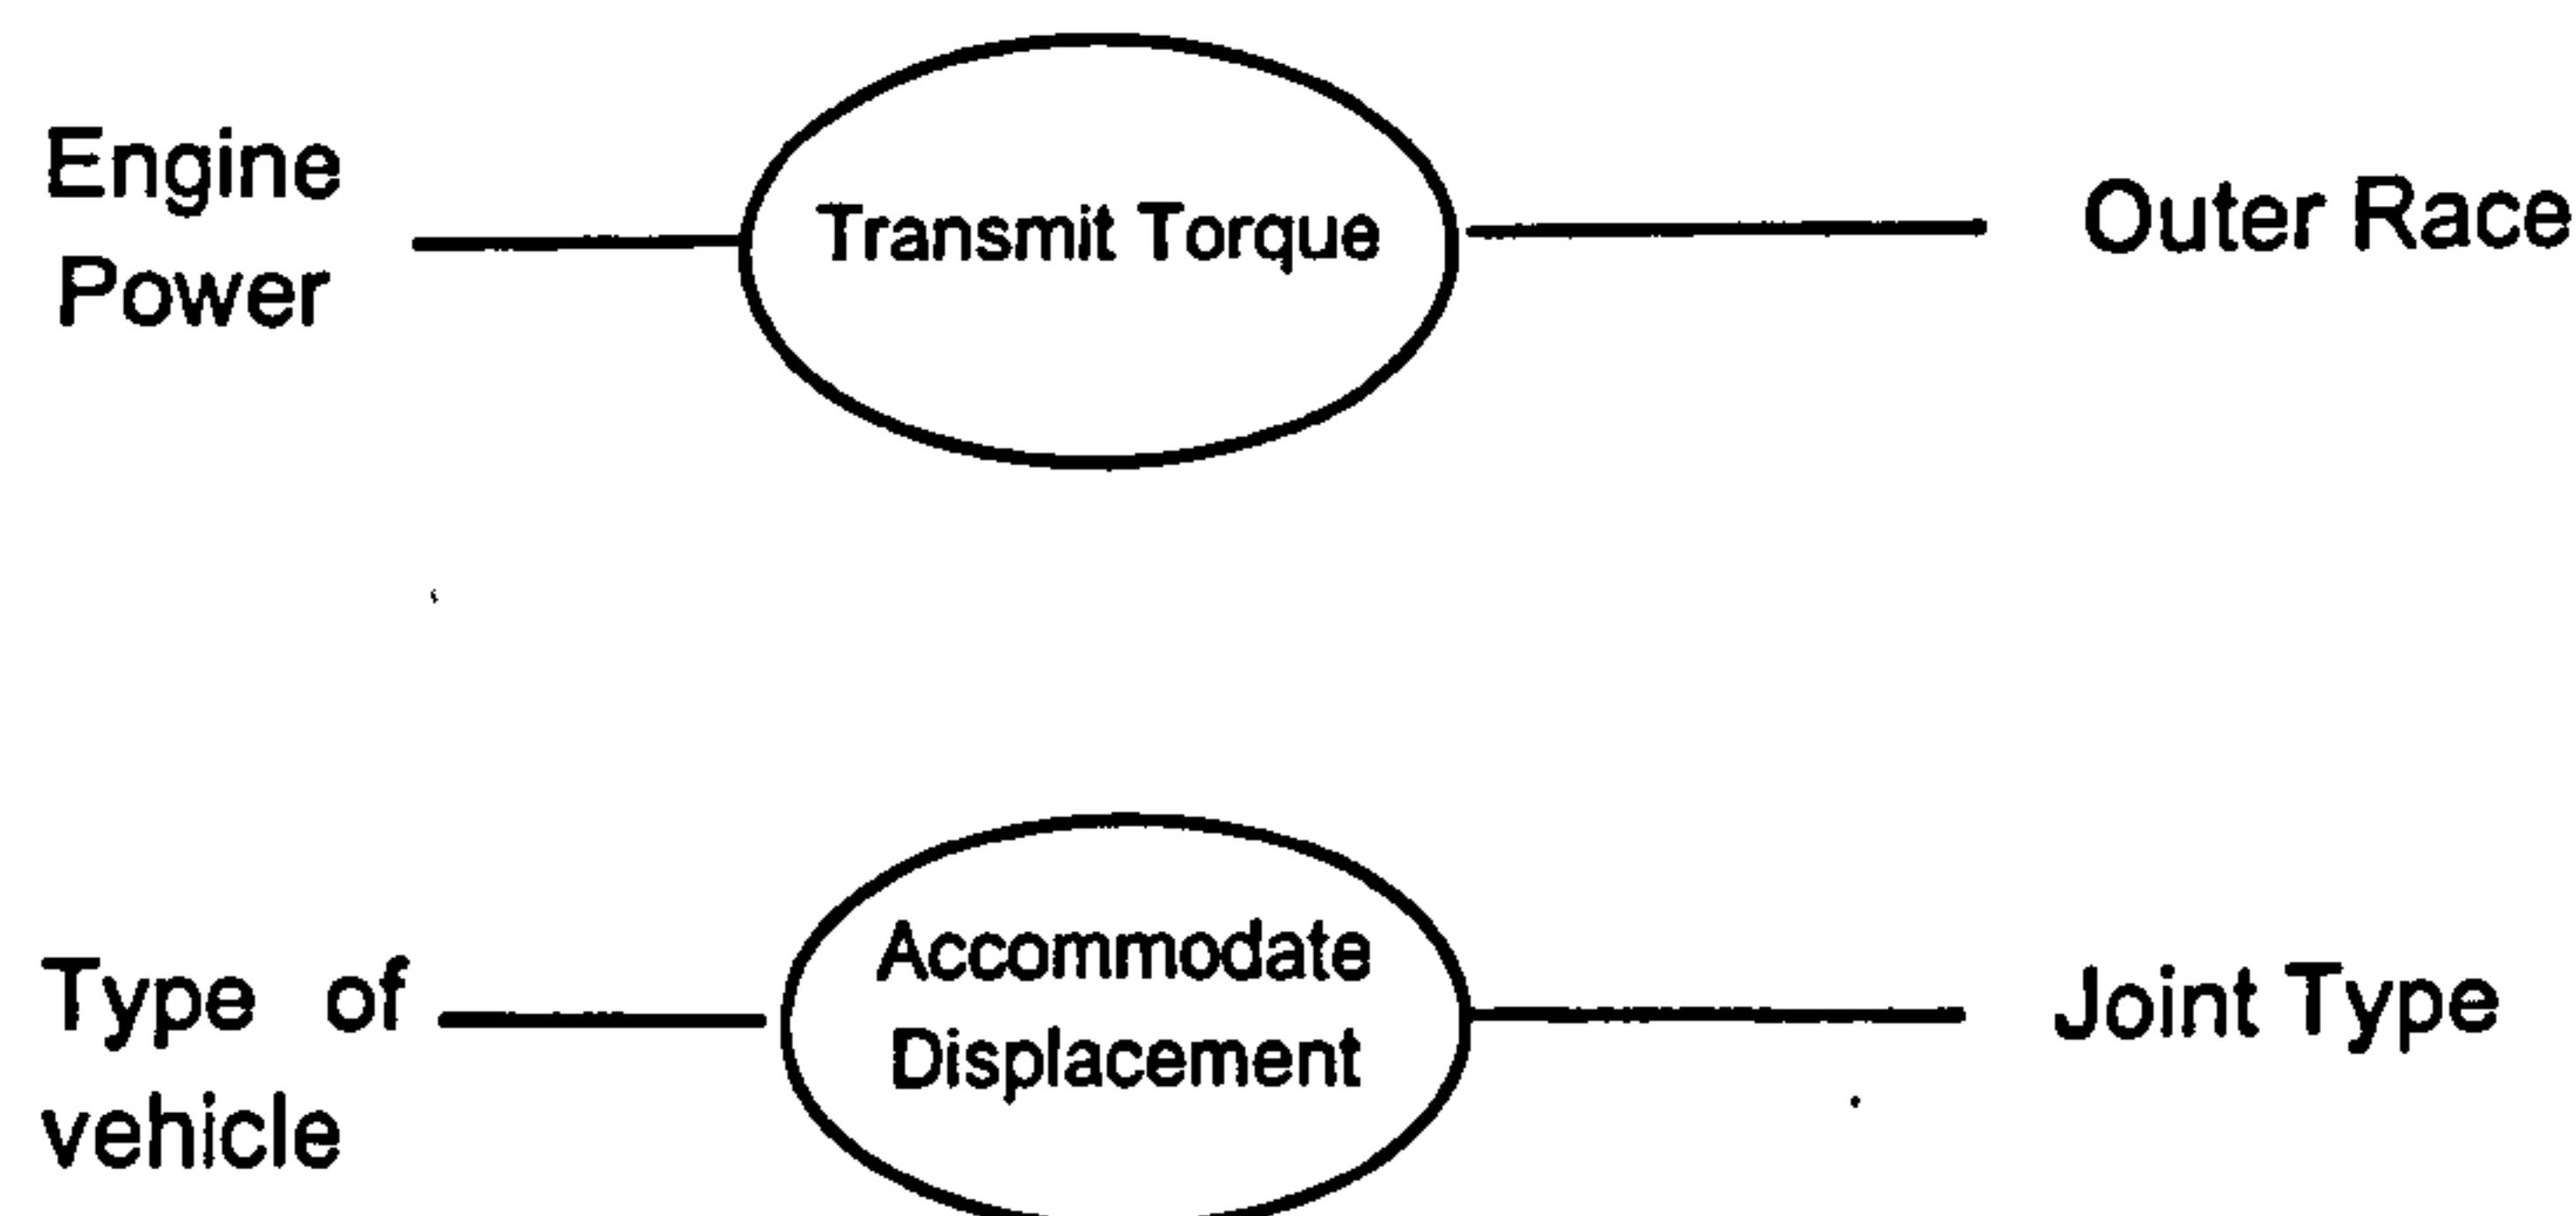 Engine
Power
Transmit Torque
Outer Race
Type of
vehicle
Accommodate
Displacement
Joint Type